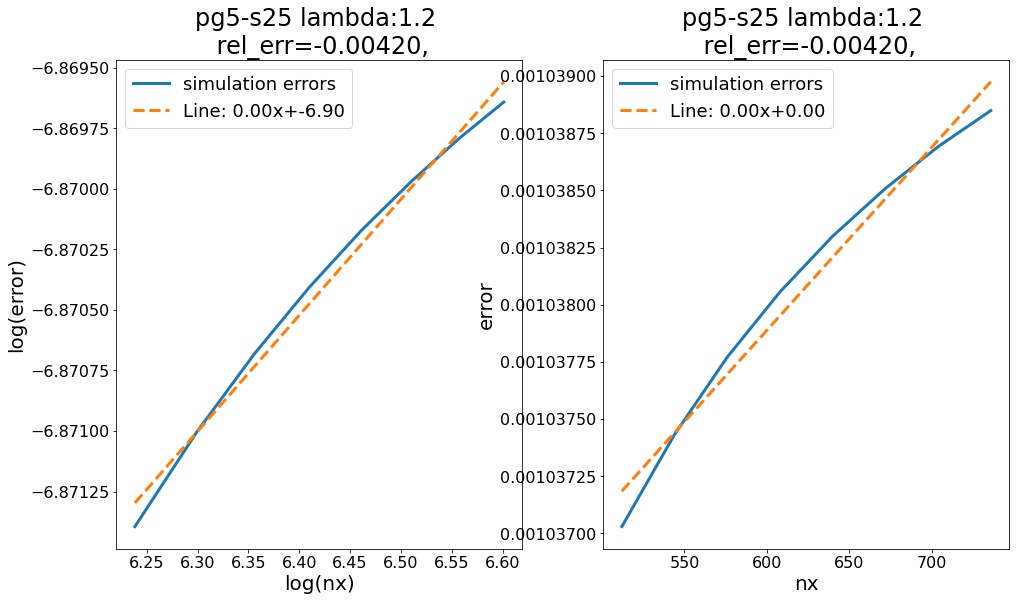 pg5-s25 lambda:1.2
rel_err=-0.00420,
simulation errors
Line: 0.00x+-6.90
−6.86950
−6.86975
−6.87000
−6.87025
−6.87050
−6.87075
−6.87100
−6.87125
log(error)
6.25 6.30 6.35 6.40 6.45 6.50 6.55 6.60
log(nx)
pg5-s25 lambda:1.2
rel_err=-0.00420,
simulation errors
Line: 0.00x+0.00
0.00103900
0.00103875
0.00103850
0.00103825
0.00103800
0.00103775
0.00103750
0.00103725
0.00103700
error
550 600 650 700
nx